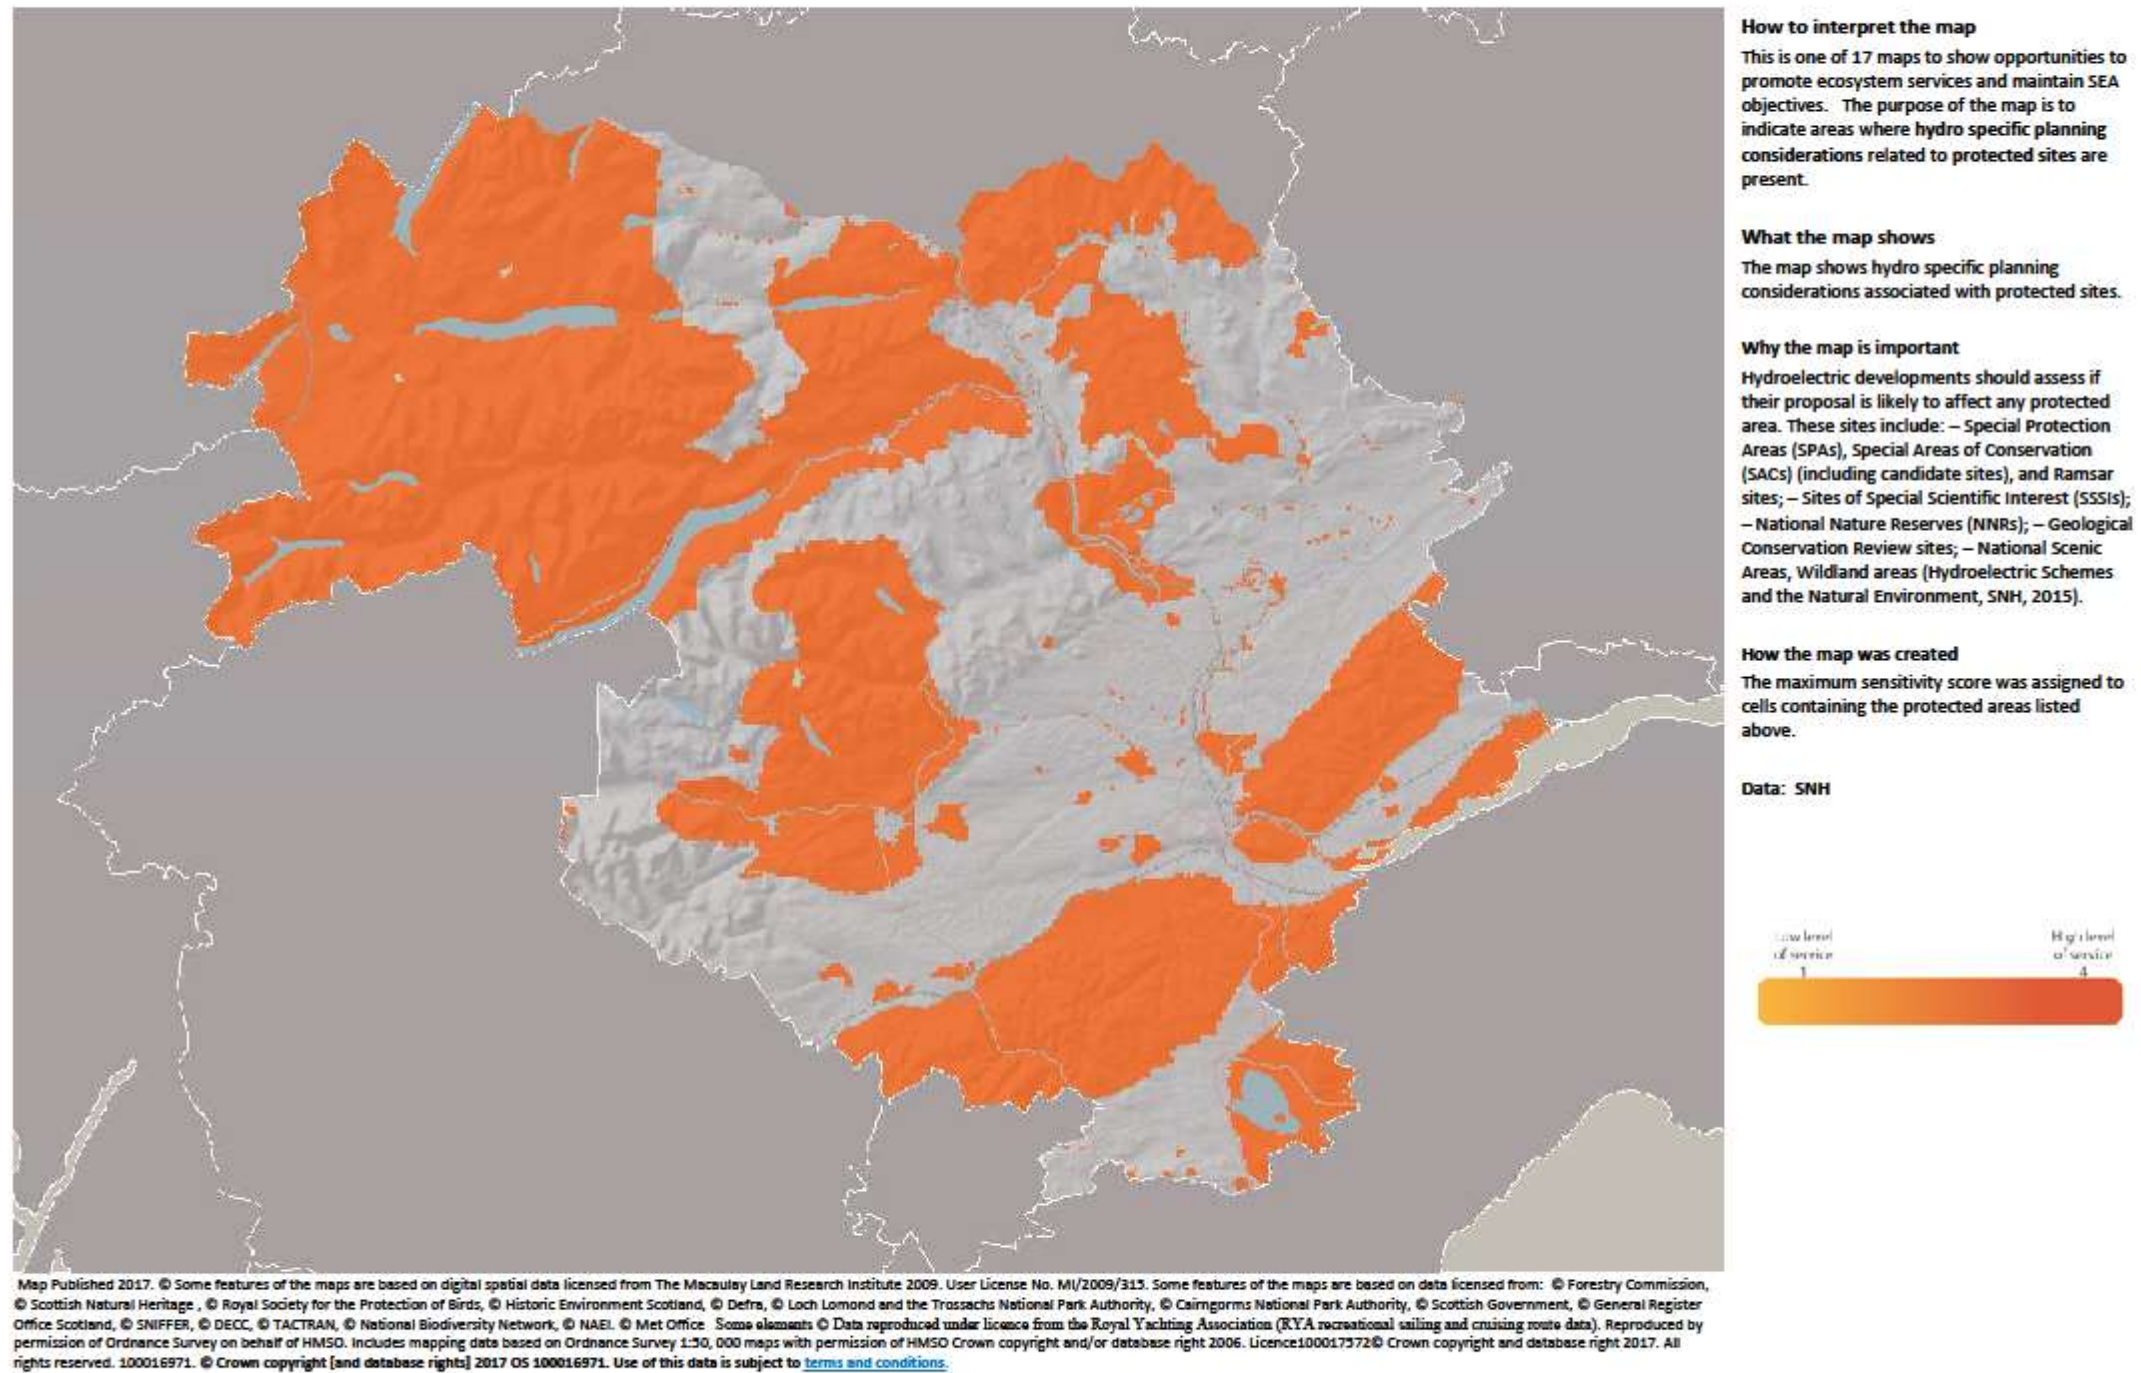 How to interpret the map
This is one of 17 maps to show opportunities to
promote ecosystem services and maintain SEA
objectives. The purpose of the map is to
indicate areas where hydro specific planning
considerations related to protected sites are
present.
What the map shows
The map shows hydro specific planning
considerations associated with protected sites.
Why the map is important
Hydroelectric developments should assess if
their proposal is likely to affect any protected
area. These sites include: – Special Protection
Areas (SPAs), Special Areas of Conservation
(SACs) (including candidate sites), and Ramsar
sites; – Sites of Special Scientific Interest (SSSIs);
– National Nature Reserves (NNRs); – Geological
Conservation Review sites; – National Scenic
Areas, Wildland areas (Hydroelectric Schemes
and the Natural Environment, SNH, 2015).
How the map was created
The maximum sensitivity score was assigned to
cells containing the protected areas listed
above.
Data: SNH
Low level
of service
1
High level
of service
4
Map Published 2017. © Some features of the maps are based on digital spatial data licensed from The Macaulay Land Research Institute 2009. User License No. MI/2009/315. Some features of the maps are based on data licensed from: © Forestry Commission,
© Scottish Natural Heritage , © Royal Society for the Protection of Birds, © Historic Environment Scotland, © Defra, © Loch Lomond and the Trossachs National Park Authority, © Cairngorms National Park Authority, © Scottish Government, © General Register
Office Scotland, © SNIFFER, © DECC, © TACTRAN, © National Biodiversity Network, © NAEI. © Met Office Some elements © Data reproduced under licence from the Royal Yachting Association (RYA recreational sailing and cruising route data). Reproduced by
permission of Ordnance Survey on behalf of HMSO. Includes mapping data based on Ordnance Survey 1:50, 000 maps with permission of HMSO Crown copyright and/or database right 2006. Licence100017572© Crown copyright and database right 2017. All
rights reserved. 100016971. © Crown copyright [and database rights] 2017 OS 100016971. Use of this data is subject to terms and conditions.